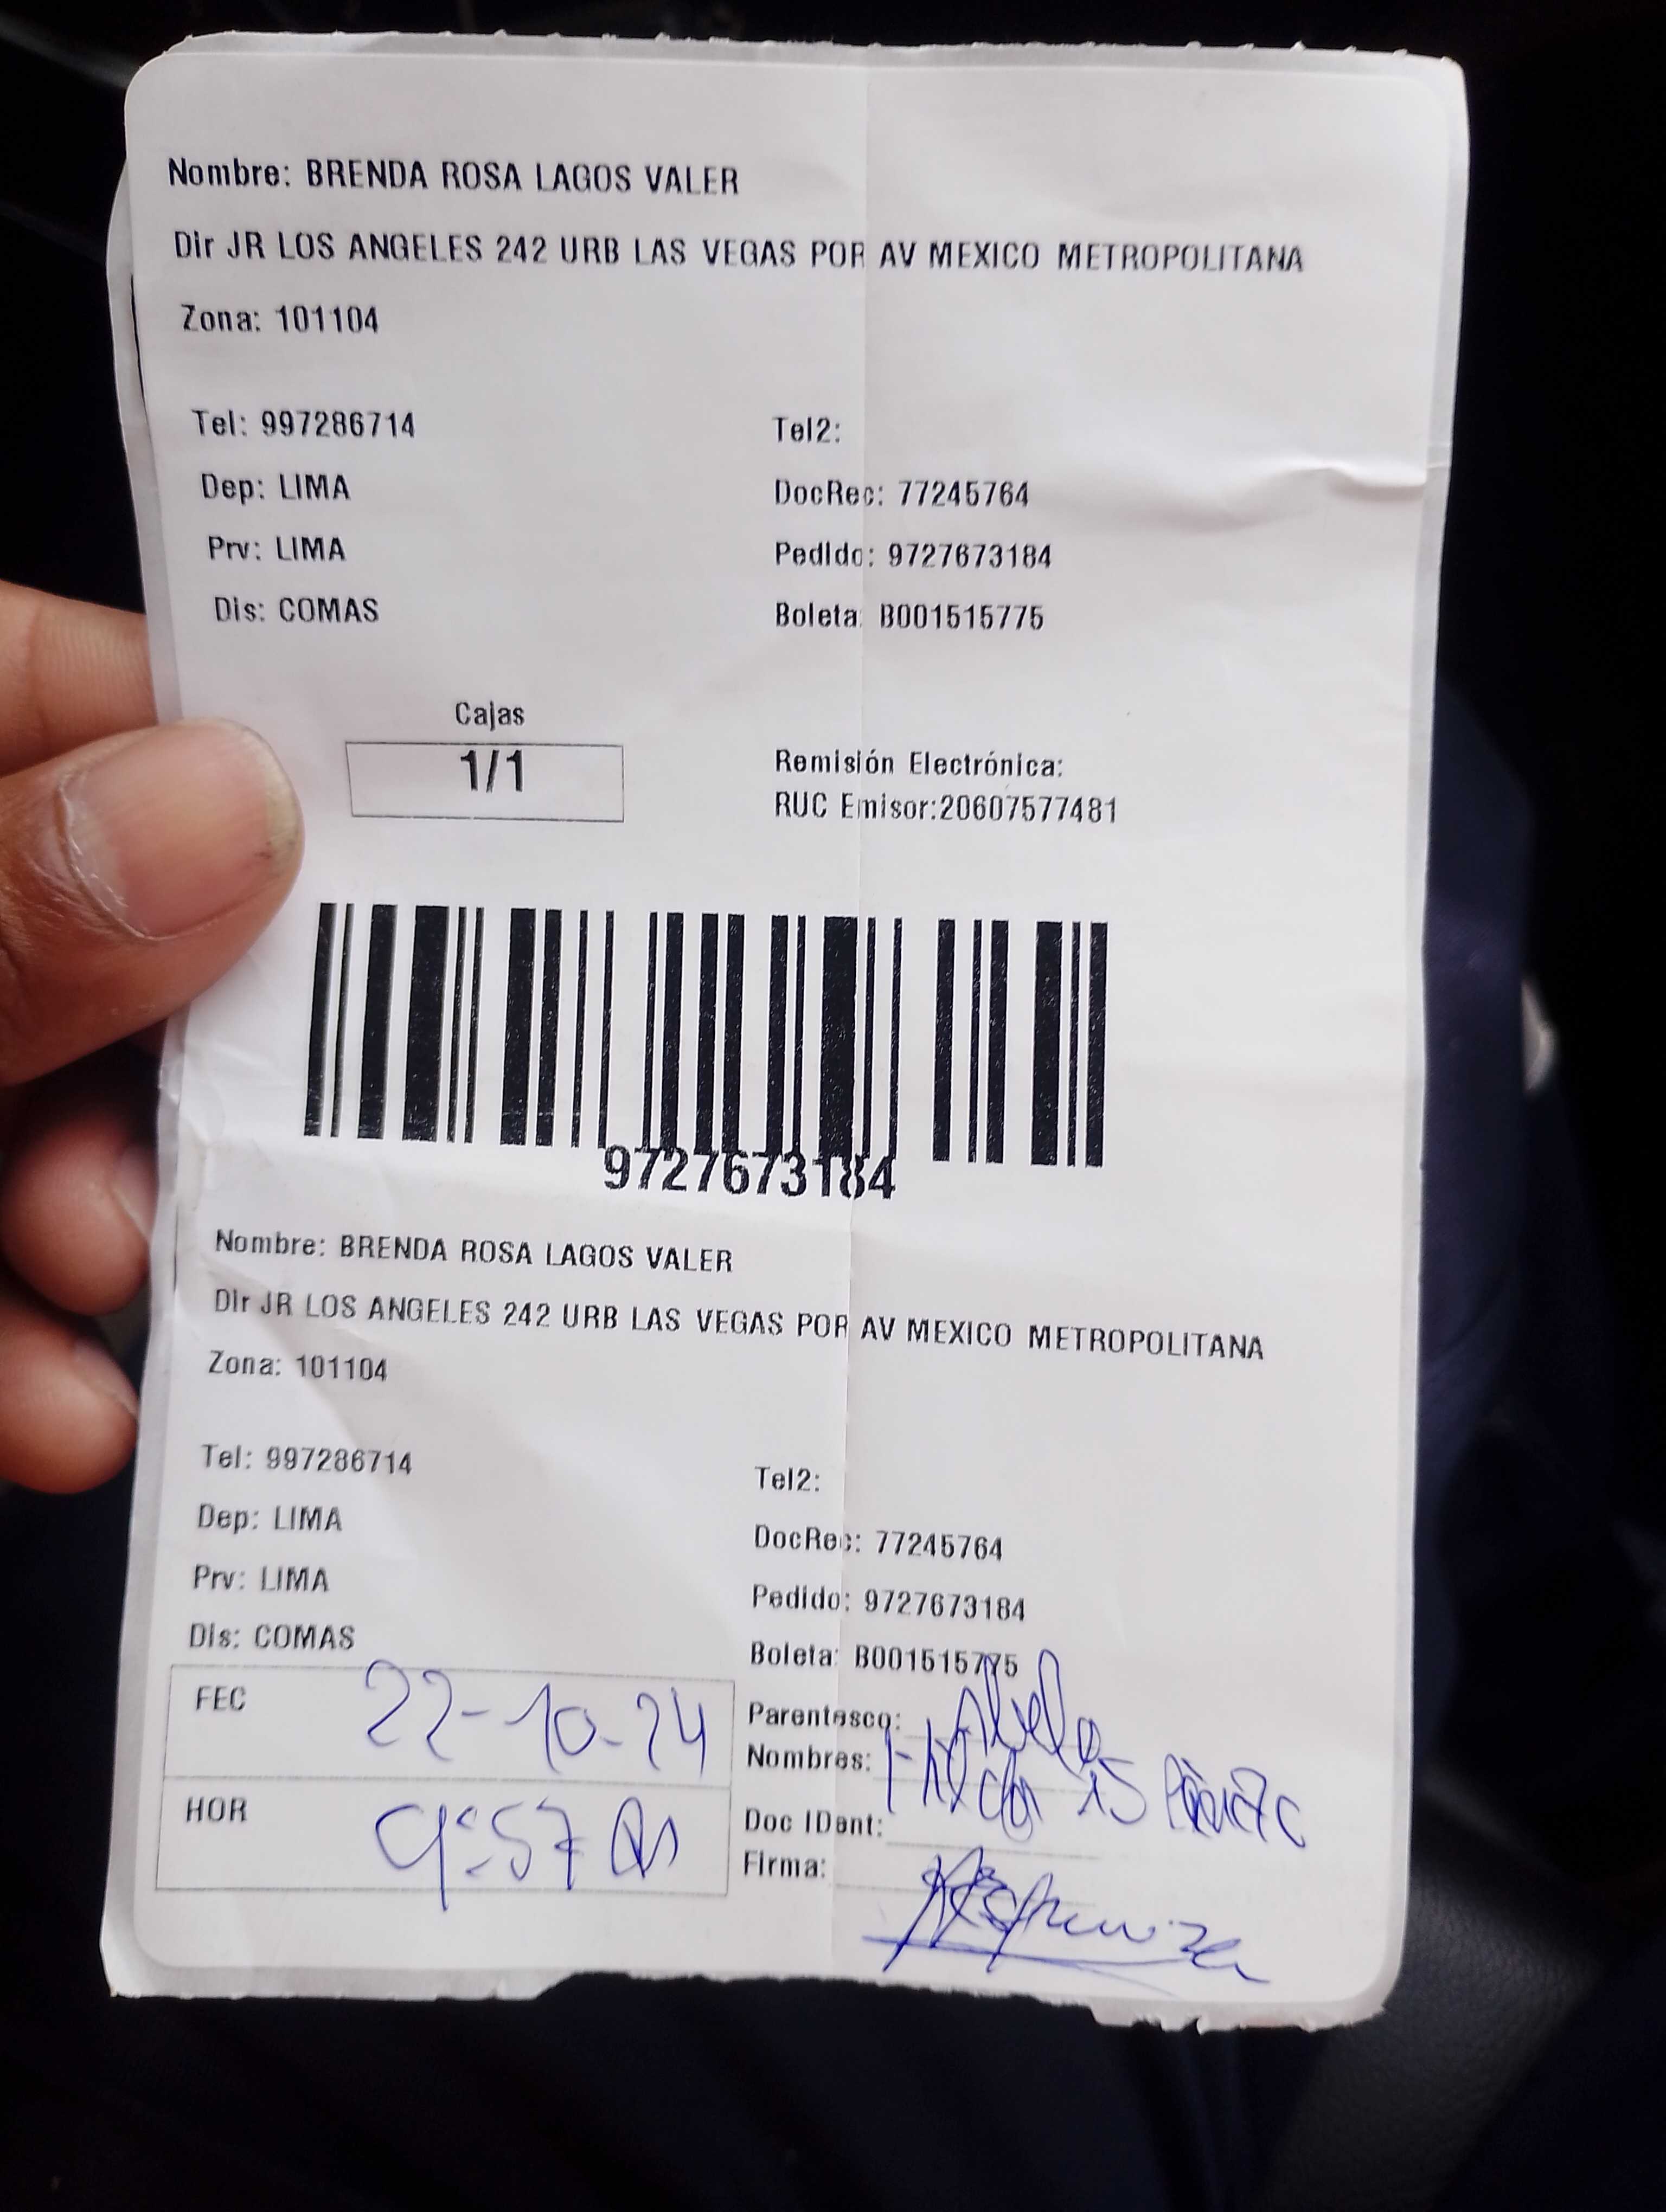 Nombre: BRENDA ROSA LAGOS VALER
Dir JR LOS ANGELES 242 URB LAS VEGAS POR AV MEXICO METROPOLITANA
Zona: 101104
Tel: 997286714
Tel2:
Dep: LIMA
DocRec: 77245764
Prv: LIMA
Pedido: 9727673184
Dis: COMAS
Boleta: B001515775
Cajas
1/1
Remisión Electrónica:
RUC Emisor:20607577481
9727673184
Nombre: BRENDA ROSA LAGOS VALER
Dir JR LOS ANGELES 242 URB LAS VEGAS POR AV MEXICO METROPOLITANA
Zona: 101104
Tel: 997286714
Tel2:
Dep: LIMA
DocRec: 77245764
Prv: LIMA
Pedido: 9727673184
Dis: COMAS
Boleta: B001515775
FEC 22-10-24
Parentesco:
Nombres:
HOR 9:57
Doc IDent:
Firma: